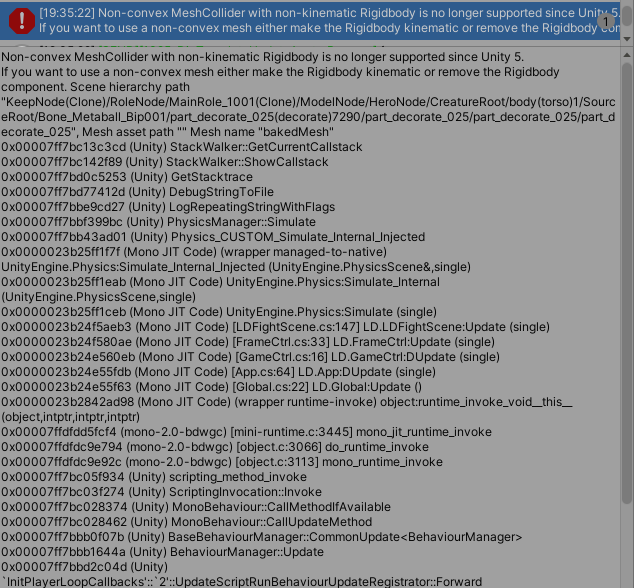 [19:35:22] Non-convex MeshCollider with non-kinematic Rigidbody is no longer supported since Unity 5.
If you want to use a non-convex mesh either make the Rigidbody kinematic or remove the Rigidbody con
1
Non-convex MeshCollider with non-kinematic Rigidbody is no longer supported since Unity 5.
If you want to use a non-convex mesh either make the Rigidbody kinematic or remove the Rigidbody
component. Scene hierarchy path
"KeepNode(Clone)/RoleNode/MainRole_1001(Clone)/ModelNode/HeroNode/CreatureRoot/body(torso)1/Sour
ceRoot/Bone_Metaball_Bip001/part_decorate_025(decorate)7290/part_decorate_025/part_decorate_025/part_d
ecorate_025", Mesh asset path "" Mesh name "bakedMesh"
0x00007ff7bc13c3cd (Unity) StackWalker::GetCurrentCallstack
0x00007ff7bc142f89 (Unity) StackWalker::ShowCallstack
0x00007ff7bd0c5253 (Unity) GetStacktrace
0x00007ff7bd77412d (Unity) DebugStringToFile
0x00007ff7bbe9cd27 (Unity) LogRepeatingStringWithFlags
0x00007ff7bbf399bc (Unity) PhysicsManager::Simulate
0x00007ff7bb43ad01 (Unity) Physics_CUSTOM_Simulate_Internal_Injected
0x0000023b25ff1f7f (Mono JIT Code) (wrapper managed-to-native)
UnityEngine.Physics:Simulate_Internal_Injected (UnityEngine.PhysicsScene&,single)
0x0000023b25ff1eab (Mono JIT Code) UnityEngine.Physics:Simulate_Internal
(UnityEngine.PhysicsScene,single)
0x0000023b25ff1ceb (Mono JIT Code) UnityEngine.Physics:Simulate (single)
0x0000023b24f5aeb3 (Mono JIT Code) [LDFightScene.cs:147] LD.LDFightScene:Update (single)
0x0000023b24f580ae (Mono JIT Code) [FrameCtrl.cs:33] LD.FrameCtrl:Update (single)
0x0000023b24e560eb (Mono JIT Code) [GameCtrl.cs:16] LD.GameCtrl:DUpdate (single)
0x0000023b24e55fdb (Mono JIT Code) [App.cs:64] LD.App:DUpdate (single)
0x0000023b24e55f63 (Mono JIT Code) [Global.cs:22] LD.Global:Update ()
0x0000023b2842ad98 (Mono JIT Code) (wrapper runtime-invoke) object:runtime_invoke_void__this__
(object,intptr,intptr,intptr)
0x00007ffdfdd5fcf4 (mono-2.0-bdwgc) [mini-runtime.c:3445] mono_jit_runtime_invoke
0x00007ffdfdc9e794 (mono-2.0-bdwgc) [object.c:3066] do_runtime_invoke
0x00007ffdfdc9e92c (mono-2.0-bdwgc) [object.c:3113] mono_runtime_invoke
0x00007ff7bc05f934 (Unity) scripting_method_invoke
0x00007ff7bc03f274 (Unity) ScriptingInvocation::Invoke
0x00007ff7bc028374 (Unity) MonoBehaviour::CallMethodIfAvailable
0x00007ff7bc028462 (Unity) MonoBehaviour::CallUpdateMethod
0x00007ff7bbb0f07b (Unity) BaseBehaviourManager::CommonUpdate<BehaviourManager>
0x00007ff7bbb1644a (Unity) BehaviourManager::Update
0x00007ff7bbd2c04d (Unity)
`InitPlayerLoopCallbacks'::`2'::UpdateScriptRunBehaviourUpdateRegistrator::Forward